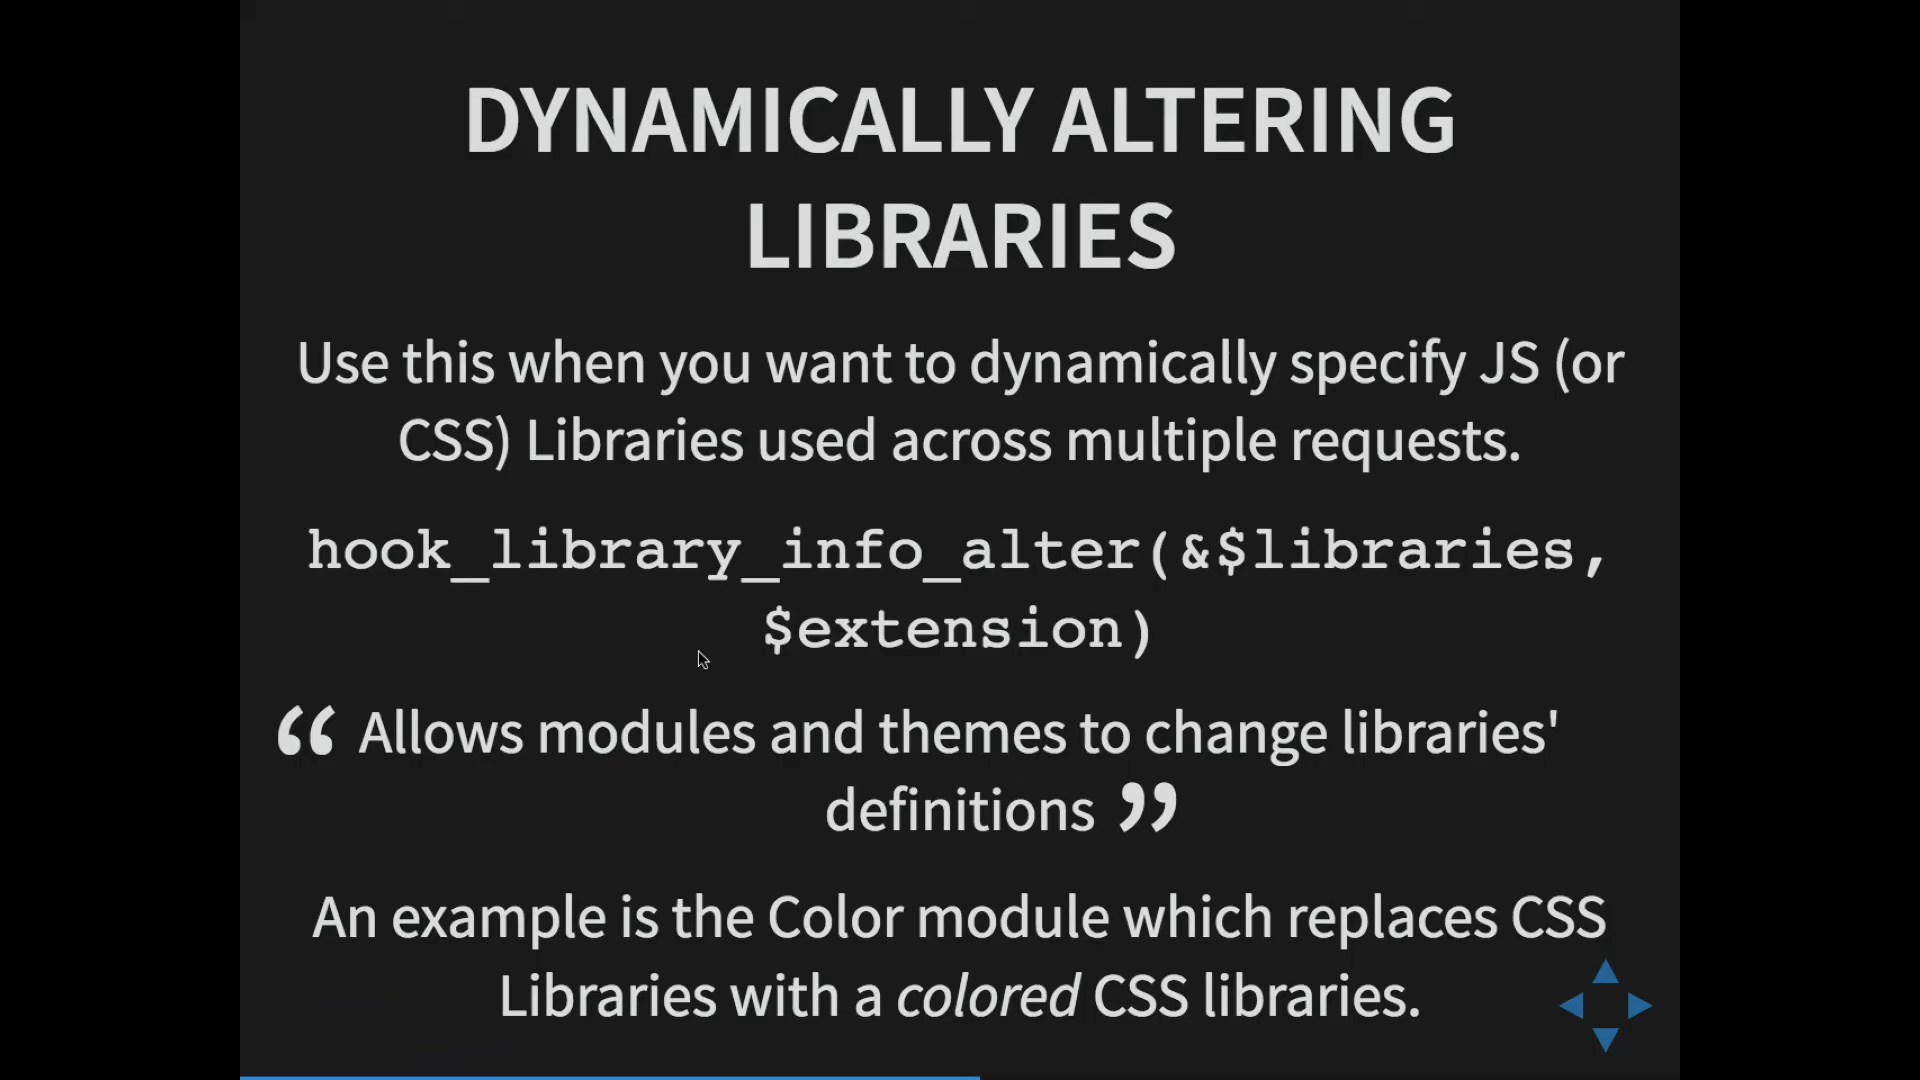 DYNAMICALLY ALTERING
LIBRARIES
Use this when you want to dynamically specify JS (or
CSS) Libraries used across multiple requests.
hook_library_info_alter(&$libraries,
$extension)
“ Allows modules and themes to change libraries'
definitions ”
An example is the Color module which replaces CSS
Libraries with a colored CSS libraries.